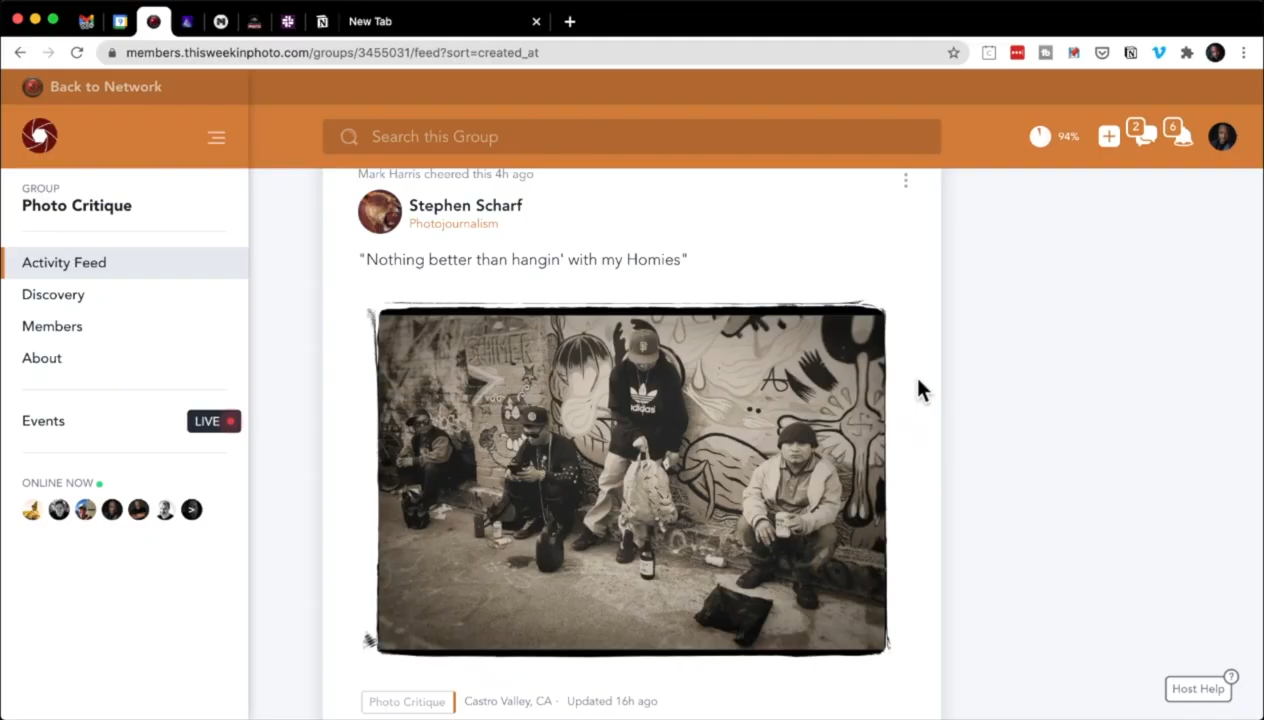 New Tab
members.thisweekinphoto.com/groups/3455031/feed?sort=created_at
Back to Network
Search this Group
94%
2
6
GROUP
Photo Critique
Activity Feed
Discovery
Members
About
Events
LIVE
ONLINE NOW
Mark Harris cheered this 4h ago
Stephen Scharf
Photojournalism
"Nothing better than hangin' with my Homies"
adidas
Photo Critique
Castro Valley, CA · Updated 16h ago
Host Help
?